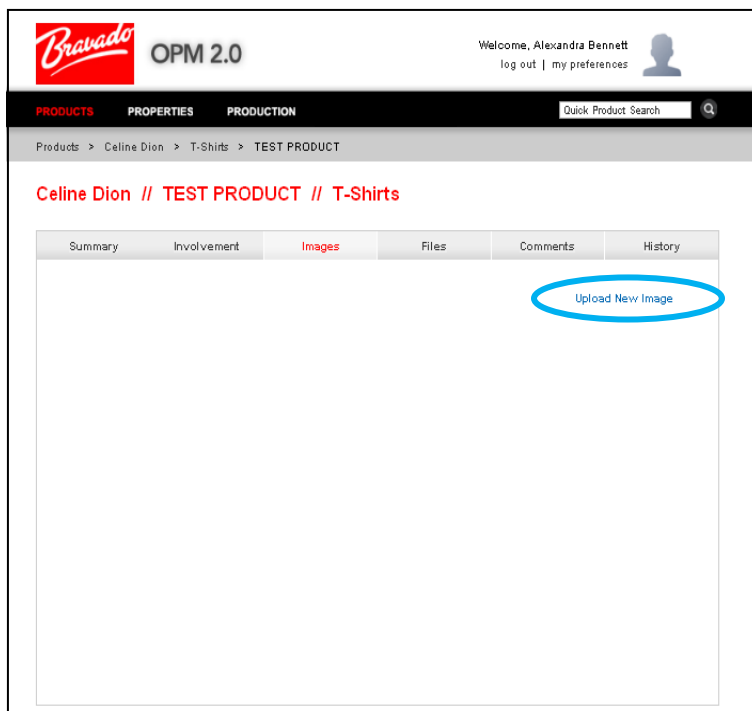 Bravado
OPM 2.0
Welcome, Alexandra Bennett
log out | my preferences
PRODUCTS PROPERTIES PRODUCTION
Quick Product Search
Products > Celine Dion > T-Shirts > TEST PRODUCT
Celine Dion // TEST PRODUCT // T-Shirts
Summary Involvement Images Files Comments History
Upload New Image